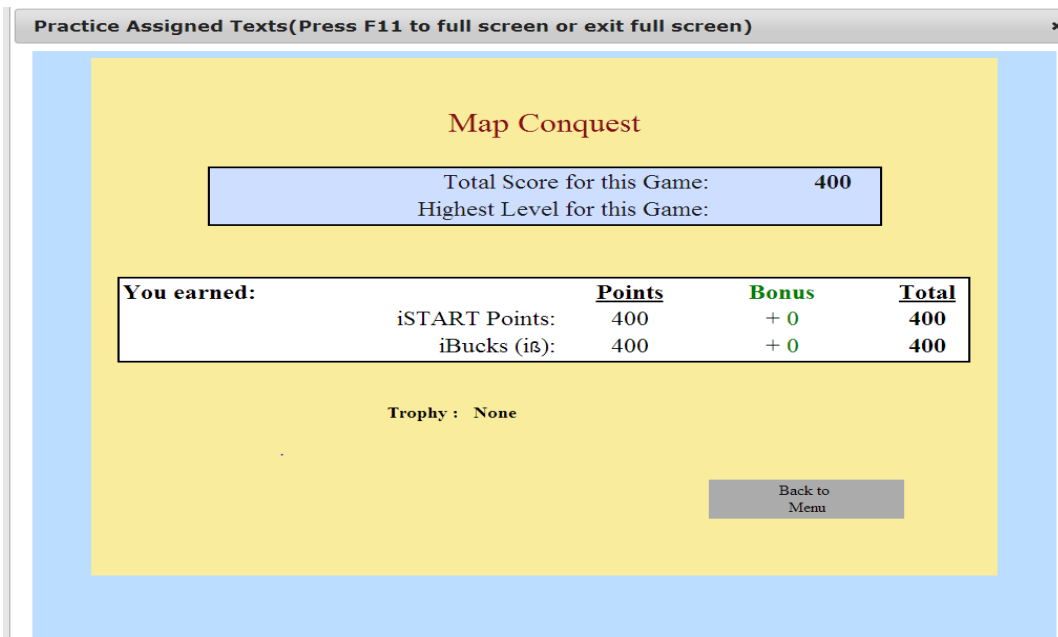 Practice Assigned Texts(Press F11 to full screen or exit full screen)
Map Conquest
Total Score for this Game: 400
Highest Level for this Game:
You earned: Points Bonus Total
iSTART Points: 400 + 0 400
iBucks (iß): 400 + 0 400
Trophy : None
Back to
Menu